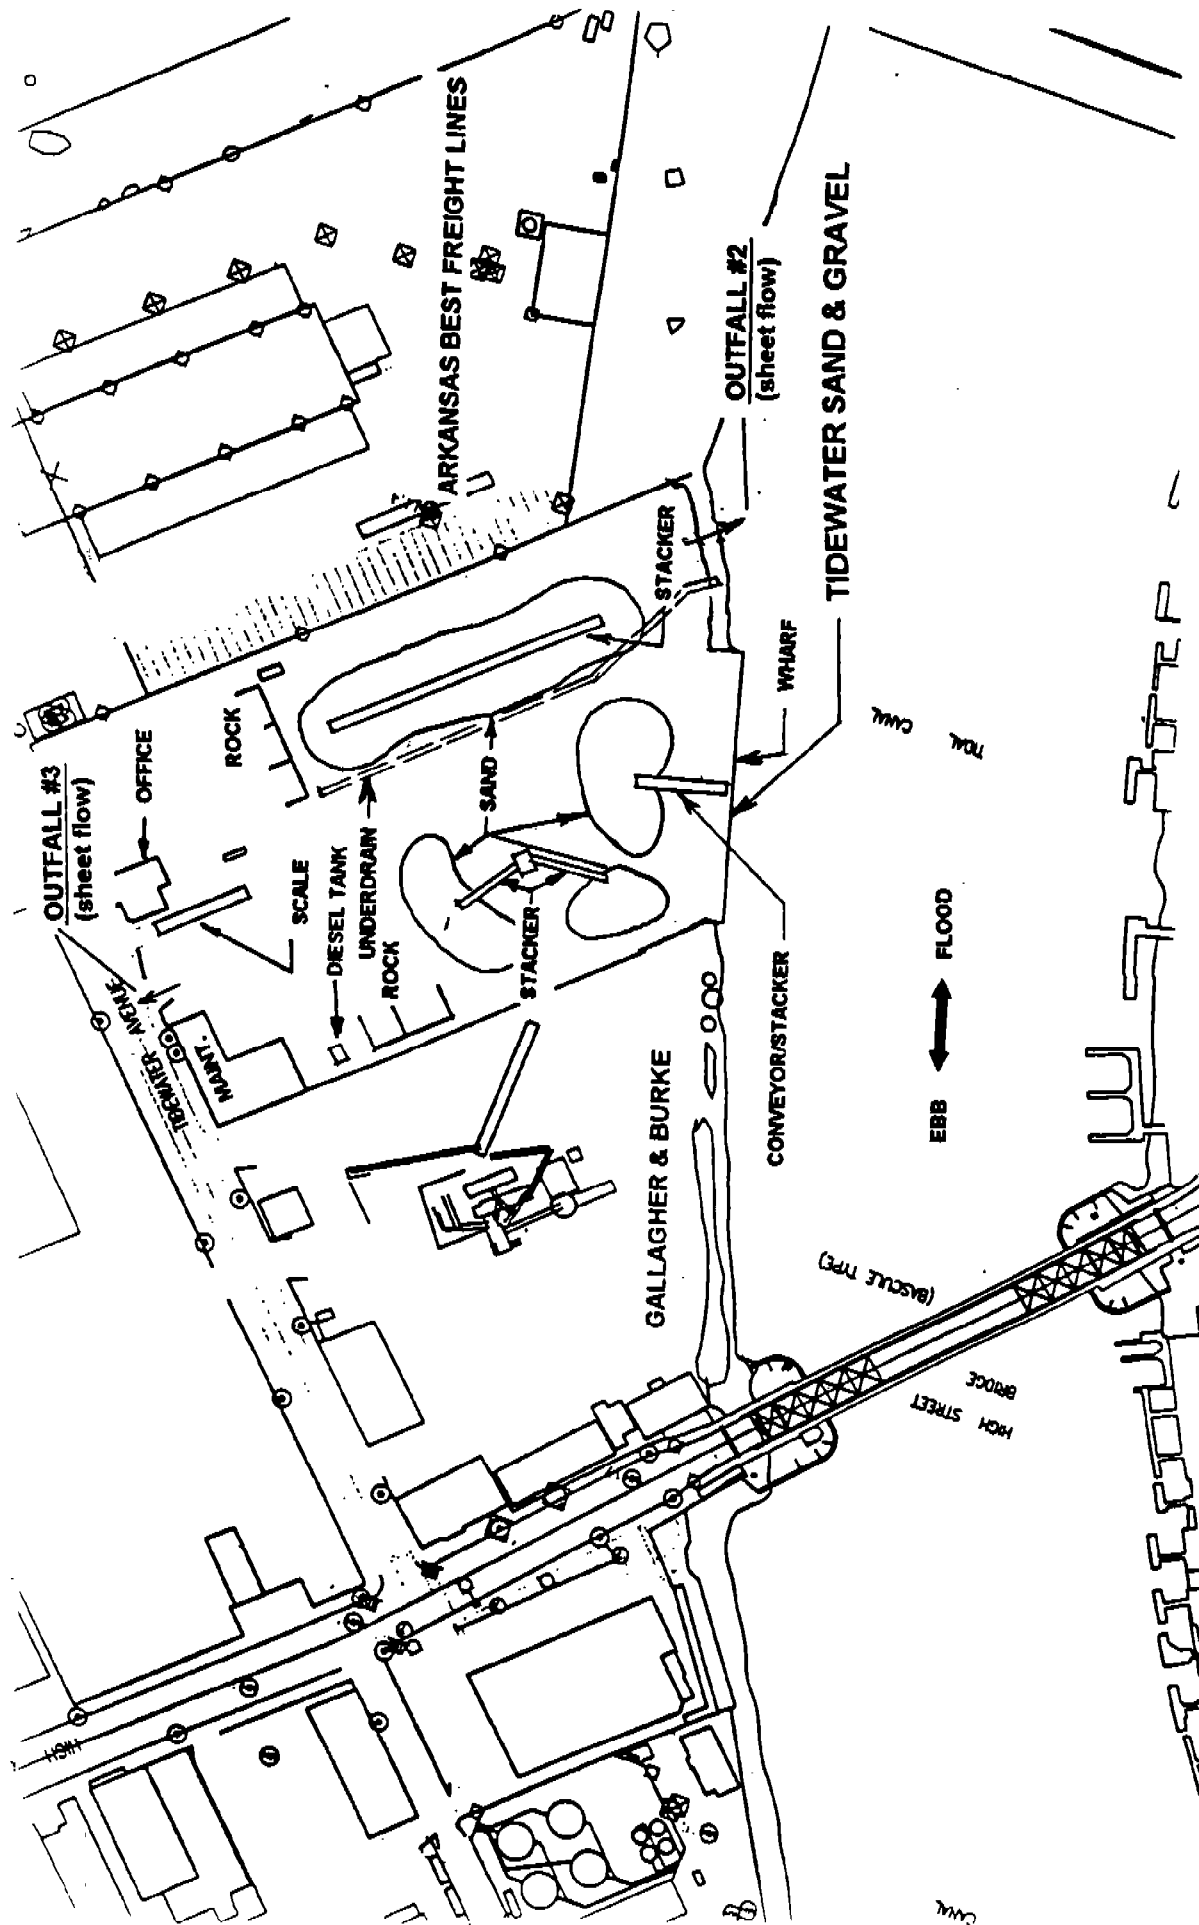 ARKANSAS BEST FREIGHT LINES
OUTFALL #2
(sheet flow)
TIDEWATER SAND & GRAVEL
STACKER
WHARF
ROCK
OUTFALL #3
(sheet flow)
OFFICE
SAND
SCALE
DIESEL TANK
UNDERDRAIN
ROCK
STACKER
TIDEWATER AVENUE
MAINT.
CONVEYOR/STACKER
GALLAGHER & BURKE
EBB
FLOOD
TIDAL
CANAL
(BASCULE TYPE)
HIGH STREET
BRIDGE
HIGH
CANAL